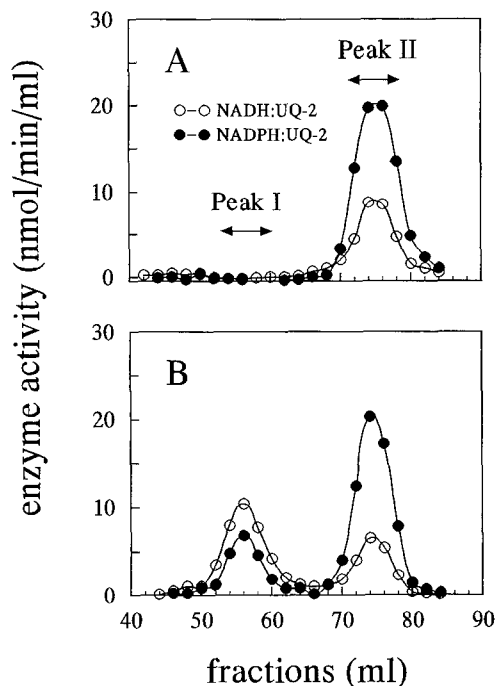 30
A
Peak II
NADH:UQ-2
NADPH:UQ-2
20
Peak I
10
0
enzyme activity (nmol/min/ml)
30
B
20
10
0
40 50 60 70 80 90
fractions (ml)